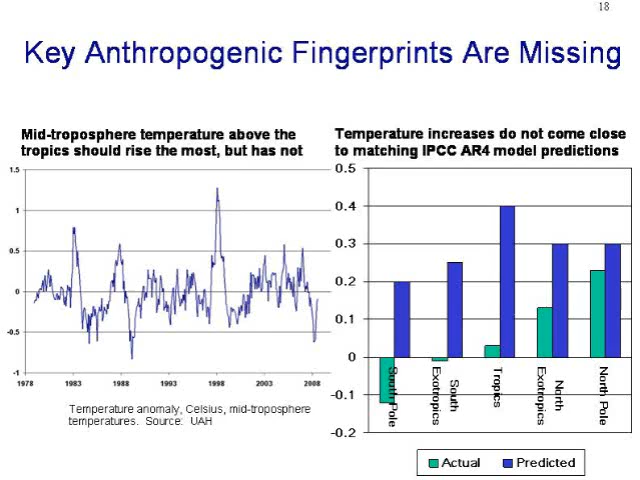 18
Key Anthropogenic Fingerprints Are Missing
Mid-troposphere temperature above the
tropics should rise the most, but has not
1.5
1
0.5
0
-0.5
-1
1978 1983 1988 1993 1998 2003 2008
Temperature anomaly, Celsius, mid-troposphere
temperatures. Source: UAH
Temperature increases do not come close
to matching IPCC AR4 model predictions
0.5
0.4
0.3
0.2
0.1
0
-0.1
-0.2
South Pole
South
Exotropics
Tropics
North
Exotropics
North Pole
Actual Predicted